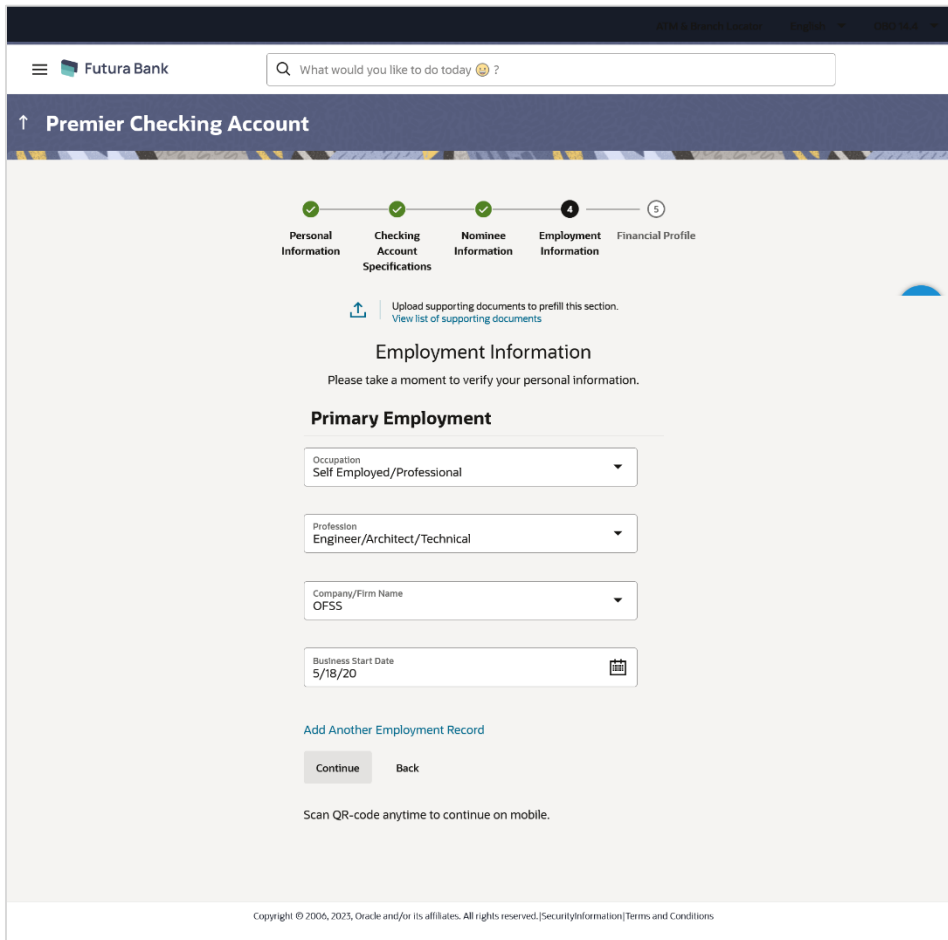 ATM & Branch Locator English
Futura Bank
What would you like to do today 😀 ?
Premier Checking Account
4
5
Personal Information
Checking Account Specifications
Nominee Information
Employment Information
Financial Profile
Upload supporting documents to prefill this section.
View list of supporting documents
Employment Information
Please take a moment to verify your personal information.
Primary Employment
Occupation
Self Employed/Professional
Profession
Engineer/Architect/Technical
Company/Firm Name
OFSS
Business Start Date
5/18/20
Add Another Employment Record
Continue Back
Scan QR-code anytime to continue on mobile.
Copyright © 2006, 2023, Oracle and/or its affiliates. All rights reserved.|SecurityInformation|Terms and Conditions